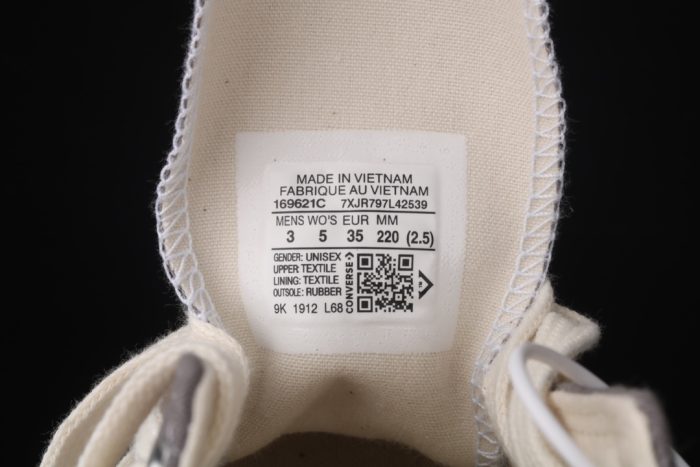 MADE IN VIETNAM
FABRIQUE AU VIETNAM
169621C 7XJR797L42539
MENS WO'S EUR MM
3 5 35 220 (2.5)
GENDER: UNISEX
UPPER: TEXTILE
LINING: TEXTILE
OUTSOLE: RUBBER
CONVERSE
9K 1912 L68